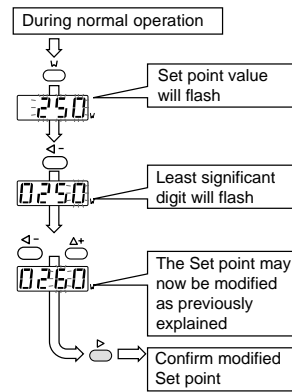 During normal operation
W
Set point value
will flash
250
W
◁ -
Least significant
digit will flash
0250
W
◁ - △+
The Set point may
now be modified
as previously
explained
0260
W
▷
Confirm modified
Set point